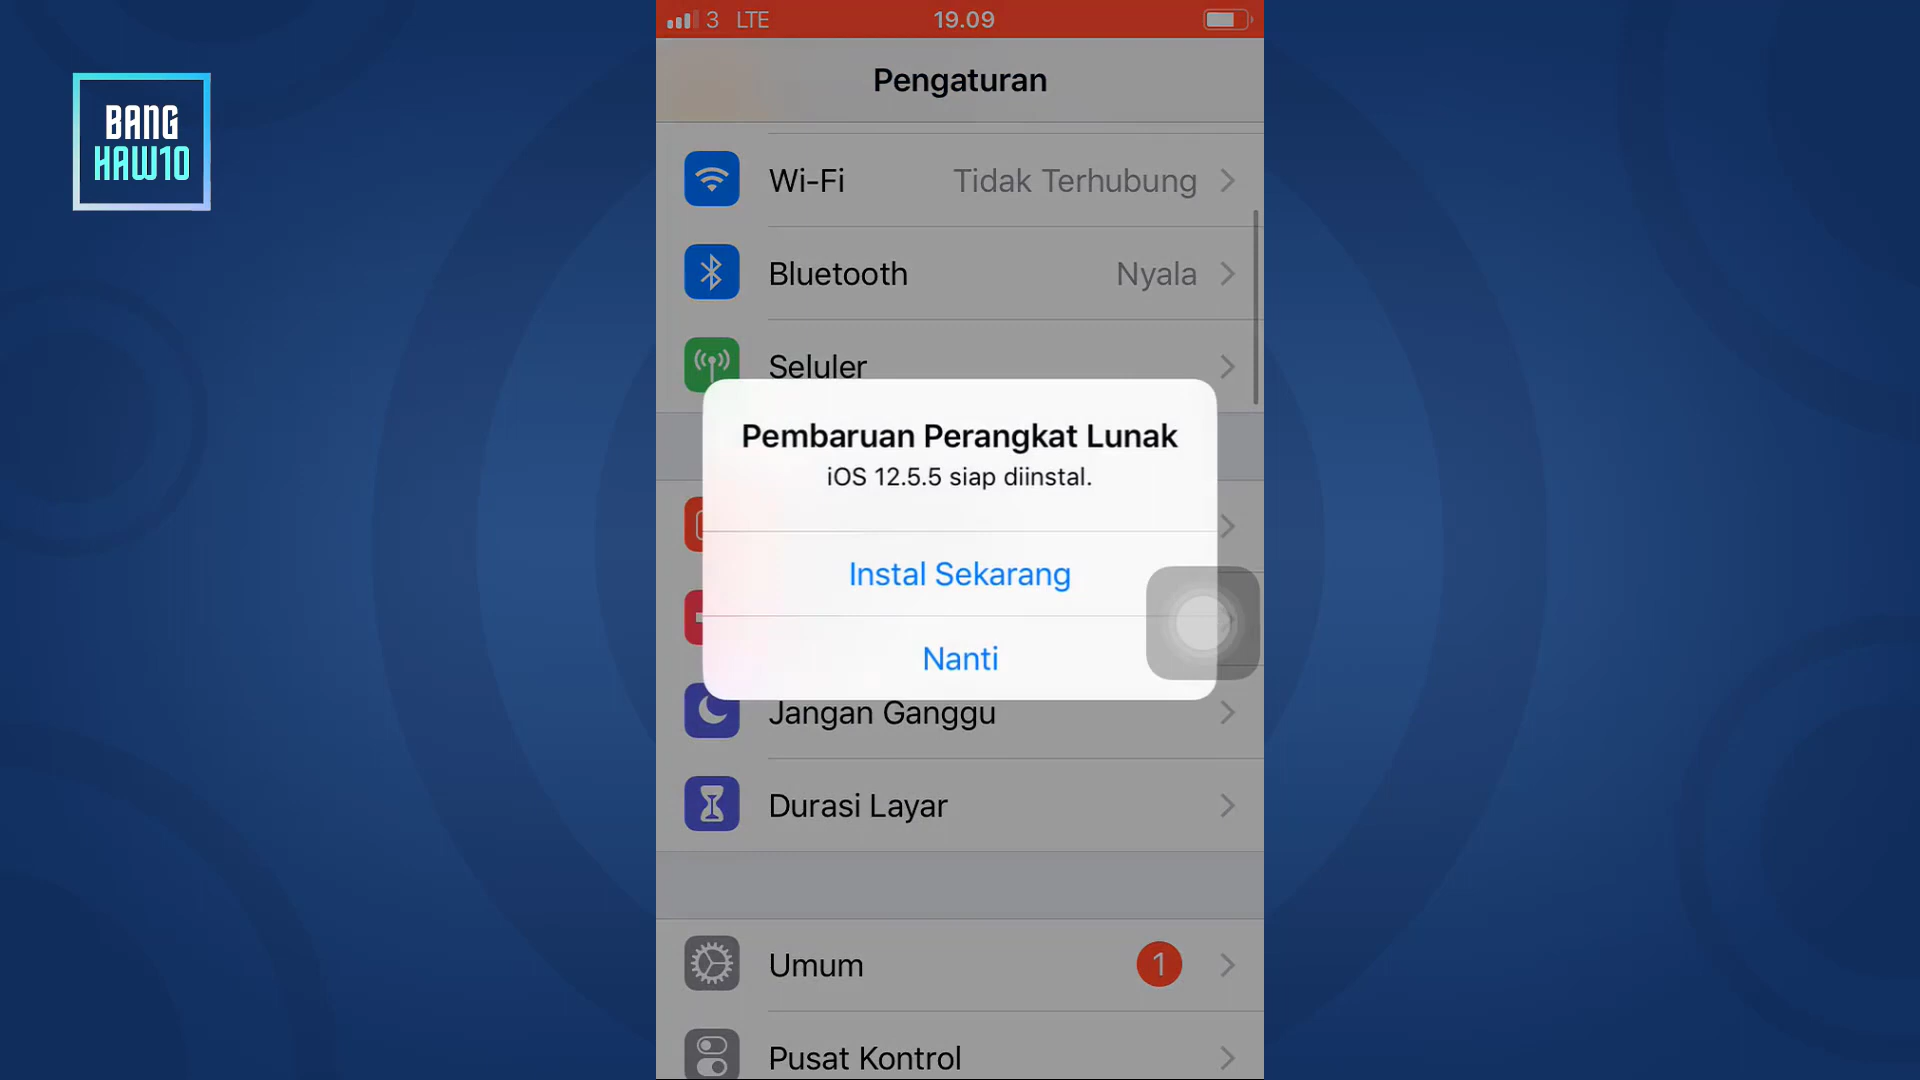 3 LTE 19.09
BANG
HAW10
Pengaturan
Wi-Fi Tidak Terhubung
Bluetooth Nyala
Seluler
Pembaruan Perangkat Lunak
iOS 12.5.5 siap diinstal.
Instal Sekarang
Nanti
Jangan Ganggu
Durasi Layar
Umum 1
Pusat Kontrol